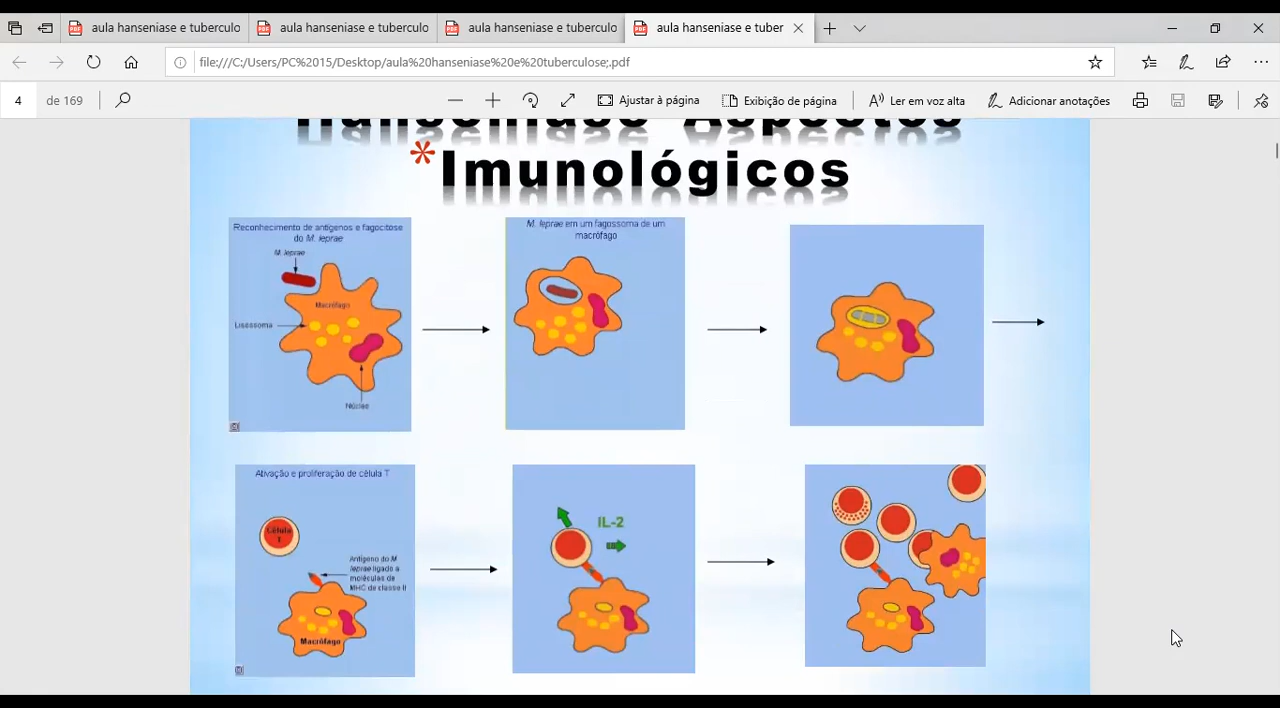 aula hanseniase e tuberculo
aula hanseniase e tuberculo
aula hanseniase e tuberculo
aula hanseniase e tuber
file:///C:/Users/PC%2015/Desktop/aula%20hanseniase%20e%20tuberculose;.pdf
4 de 169
Ajustar à página
Exibição de página
Ler em voz alta
Adicionar anotações
Hanseníase Aspectos
*Imunológicos
Reconhecimento de antígenos e fagocitose
do M. leprae
M. leprae
Macrófago
Lisossoma
Núcleo
M. leprae em um fagossoma de um
macrófago
Ativação e proliferação de célula T
Célula
T
Antígeno do M
leprae ligado a
moléculas de
MHC de classe II
Macrófago
IL-2